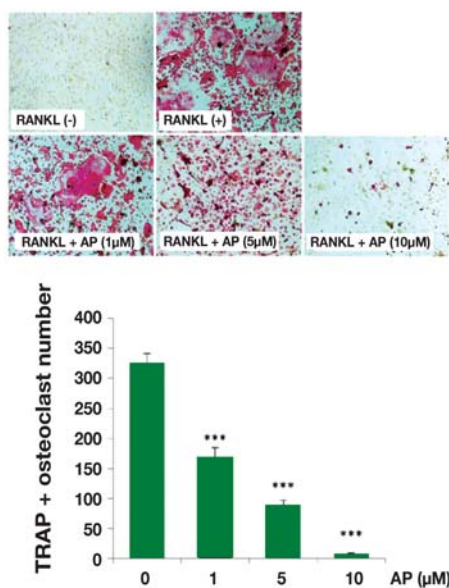 RANKL (-)
RANKL (+)
RANKL + AP (1µM)
RANKL + AP (5µM)
RANKL + AP (10µM)
TRAP + osteoclast number
400
350
300
250
200
150
100
50
0
***
***
***
0 1 5 10 AP (µM)